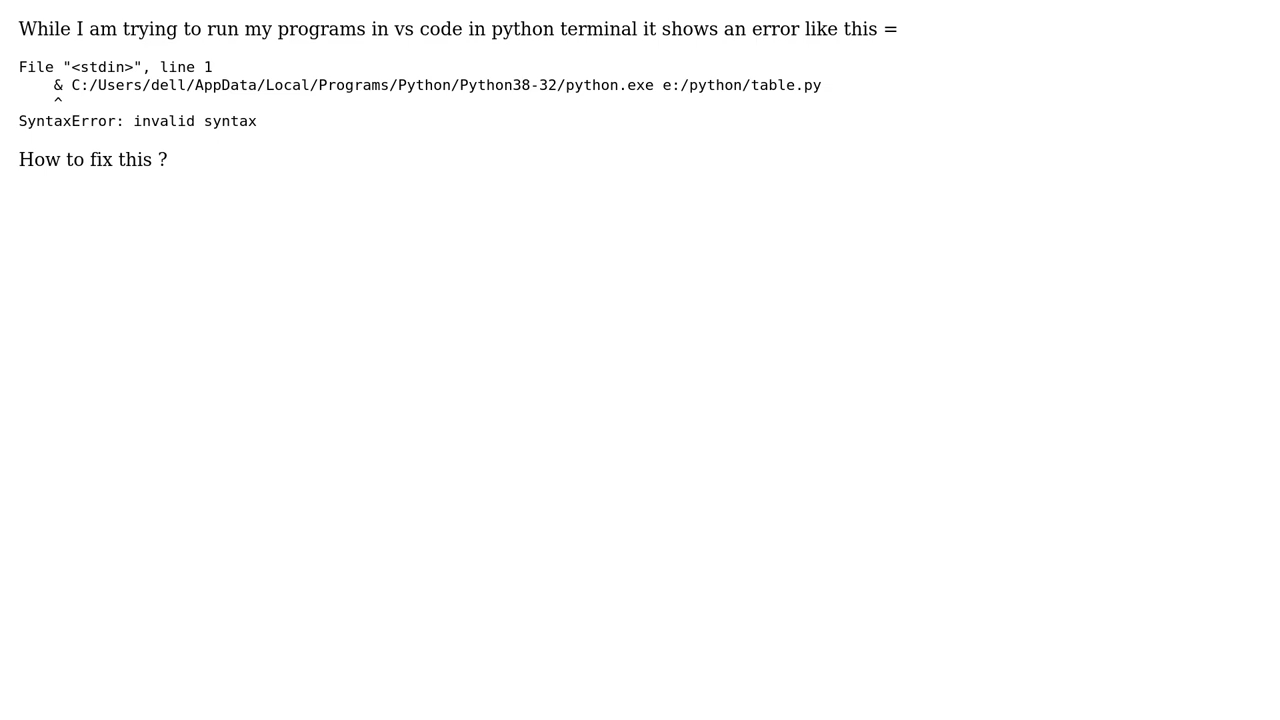 While I am trying to run my programs in vs code in python terminal it shows an error like this =
File "<stdin>", line 1
    & C:/Users/dell/AppData/Local/Programs/Python/Python38-32/python.exe e:/python/table.py
    ^
SyntaxError: invalid syntax
How to fix this ?